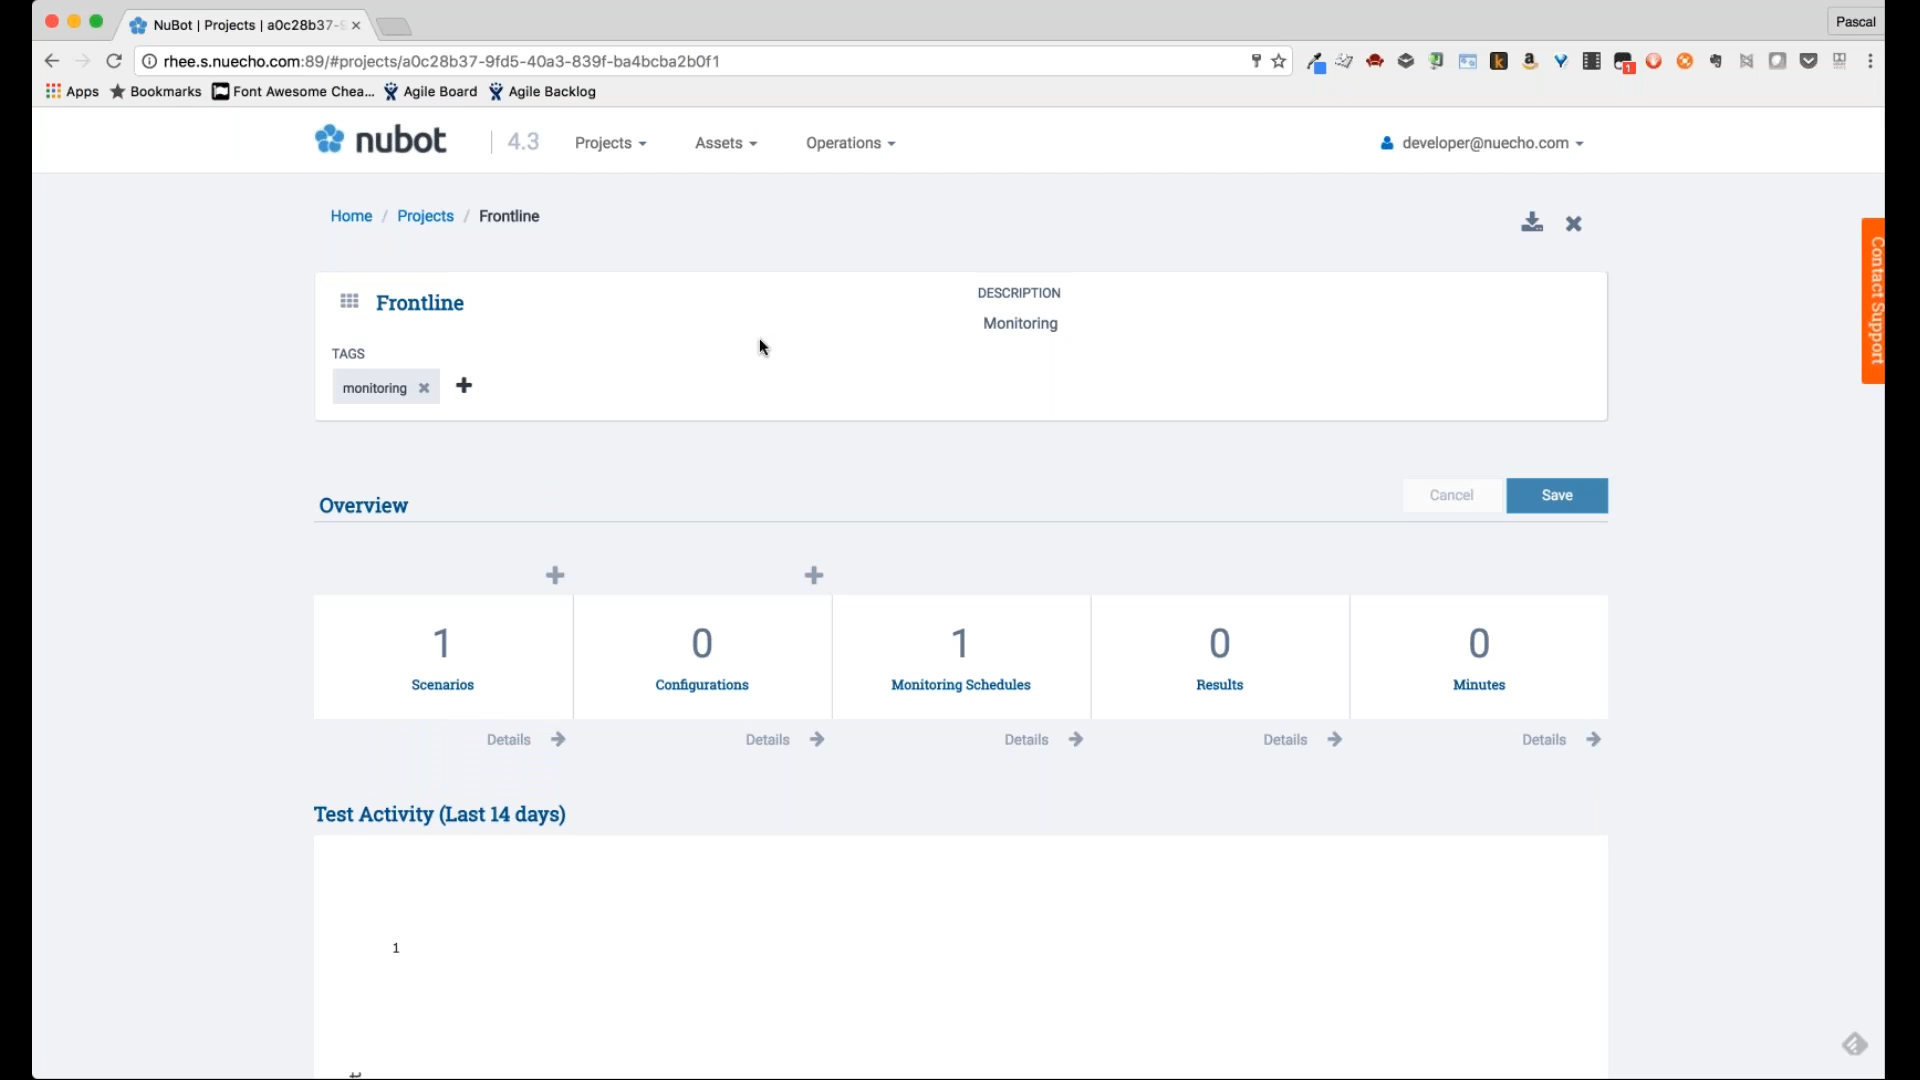 NuBot | Projects | a0c28b37-9
Pascal
rhee.s.nuecho.com:89/#projects/a0c28b37-9fd5-40a3-839f-ba4bcba2b0f1
Apps Bookmarks Font Awesome Chea... Agile Board Agile Backlog
nubot 4.3 Projects Assets Operations developer@nuecho.com
Home / Projects / Frontline
Contact Support
Frontline
DESCRIPTION
Monitoring
TAGS
monitoring
Overview
Cancel Save
1 0 1 0 0
Scenarios Configurations Monitoring Schedules Results Minutes
Details Details Details Details Details
Test Activity (Last 14 days)
1